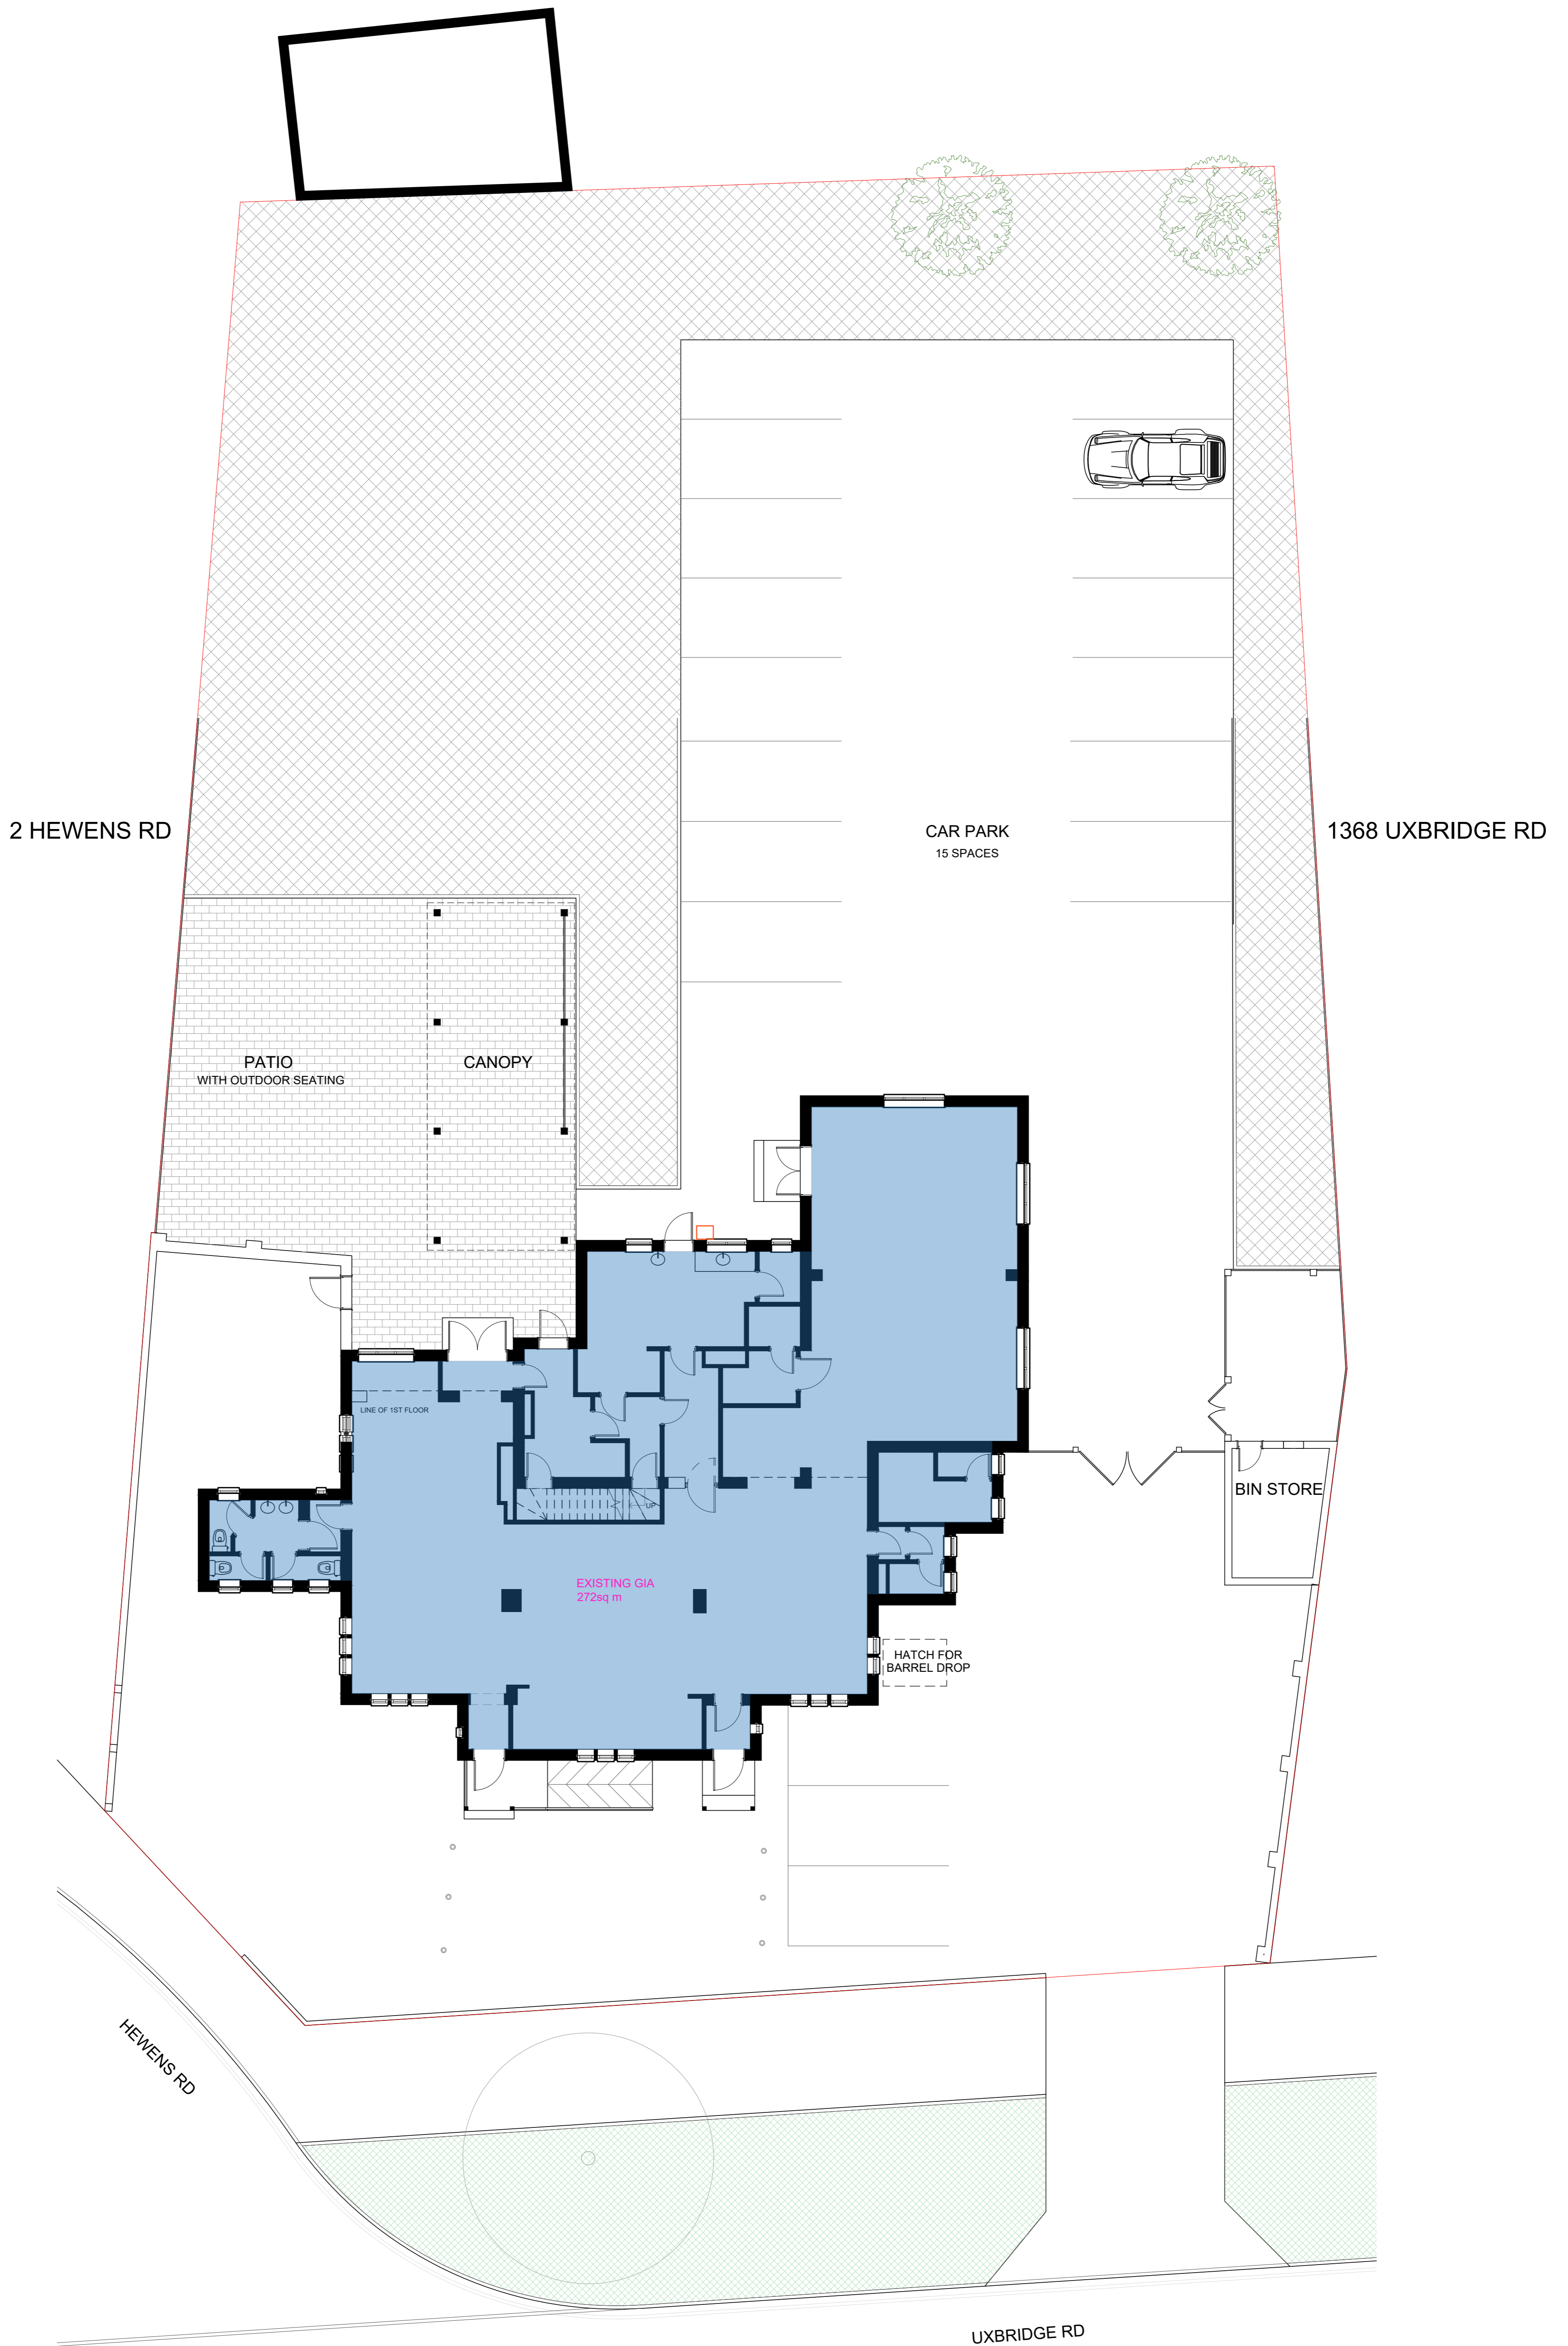 2 HEWENS RD
CAR PARK
15 SPACES
1368 UXBRIDGE RD
PATIO
WITH OUTDOOR SEATING
CANOPY
LINE OF 1ST FLOOR
UP
BIN STORE
EXISTING GIA
272sq m
HATCH FOR
BARREL DROP
HEWENS RD
UXBRIDGE RD